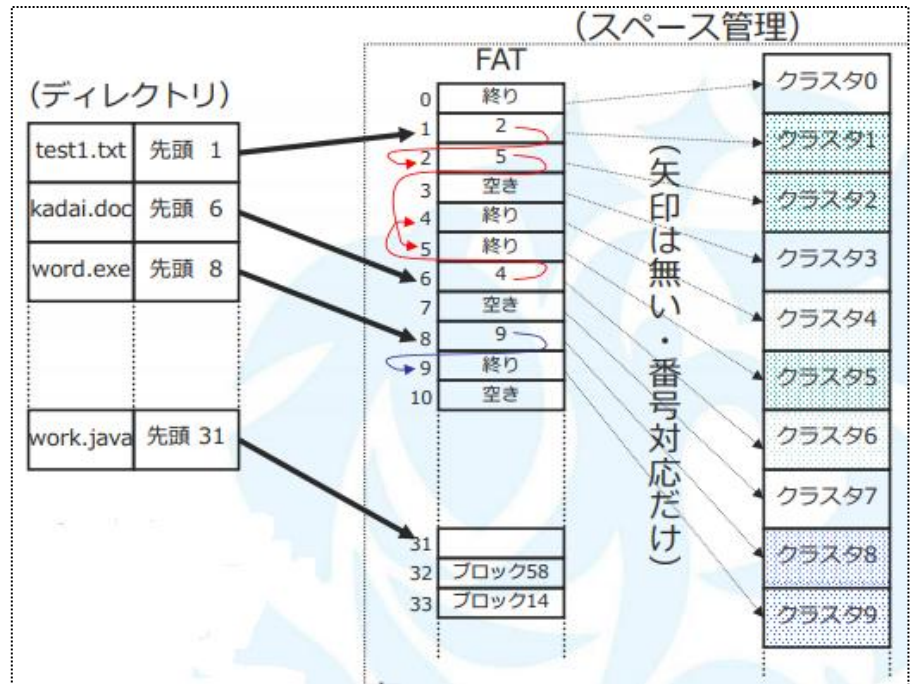 (スペース管理)
(ディレクトリ)
test1.txt 先頭 1
kadai.doc 先頭 6
word.exe 先頭 8
work.java 先頭 31
FAT
0 終り
1 2
2 5
3 空き
4 終り
5 終り
6 4
7 空き
8 9
9 終り
10 空き
31
32 ブロック58
33 ブロック14
(矢印は無い・番号対応だけ)
クラスタ0
クラスタ1
クラスタ2
クラスタ3
クラスタ4
クラスタ5
クラスタ6
クラスタ7
クラスタ8
クラスタ9